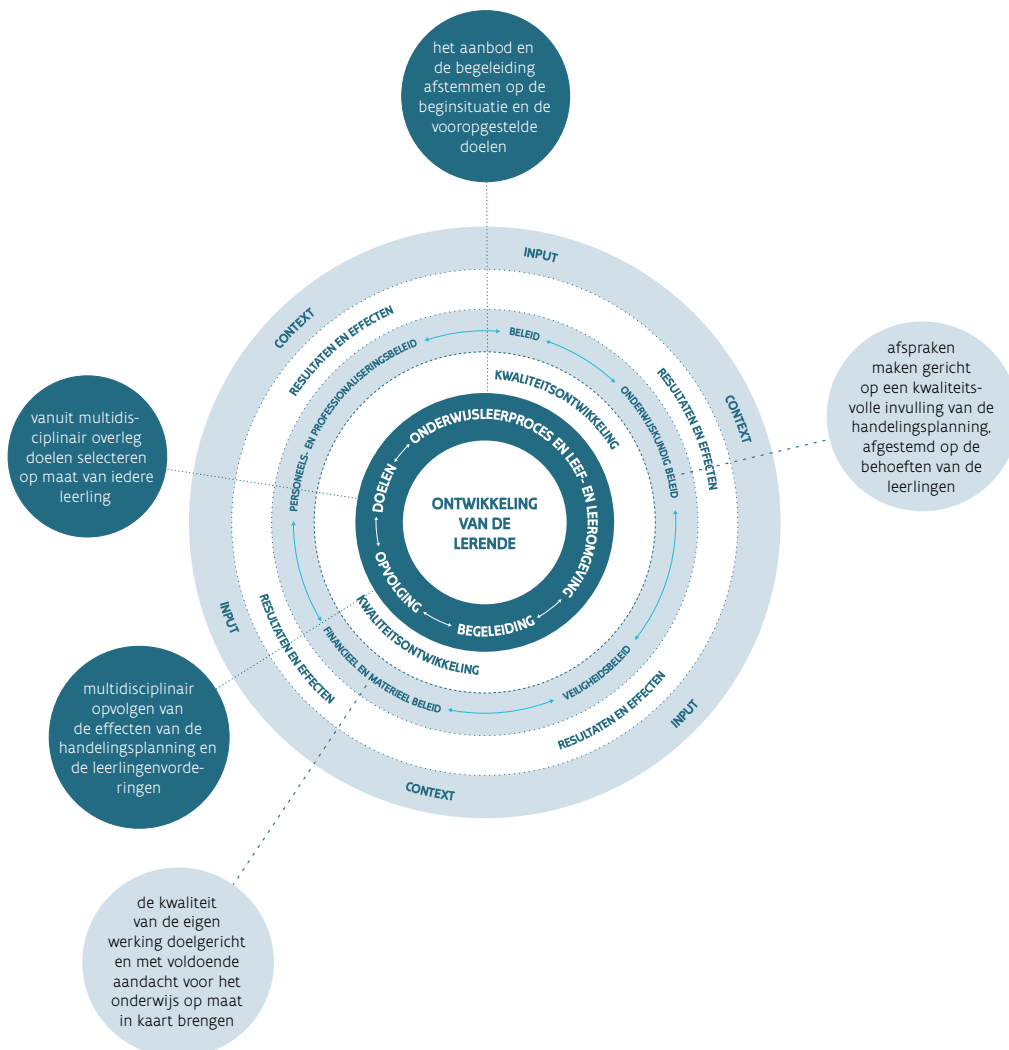 het aanbod en
de begeleiding
afstemmen op de
beginsituatie en de
vooropgestelde
doelen
INPUT
CONTEXT
RESULTATEN EN EFFECTEN
PERSONEELS- EN PROFESSIONALISERINGSBELEID
BELEID
ONDERWIJSKUNDIG BELEID
RESULTATEN EN EFFECTEN
CONTEXT
KWALITEITSONTWIKKELING
afspraken
maken gericht
op een kwaliteits-
volle invulling van de
handelingsplanning,
afgestemd op de
behoeften van de
leerlingen
vanuit multidis-
ciplinair overleg
doelen selecteren
op maat van iedere
leerling
DOELEN
ONDERWIJSLEERPROCES EN LEEF- EN LEEROMGEVING
ONTWIKKELING
VAN DE
LERENDE
OPVOLGING
BEGELEIDING
KWALITEITSONTWIKKELING
INPUT
RESULTATEN EN EFFECTEN
FINANCIEEL EN MATERIEEL BELEID
VEILIGHEIDSBELEID
RESULTATEN EN EFFECTEN
INPUT
CONTEXT
multidisciplinair
opvolgen van
de effecten van de
handelingsplanning en
de leerlingenvorde-
ringen
de kwaliteit
van de eigen
werking doelgericht
en met voldoende
aandacht voor het
onderwijs op maat
in kaart brengen